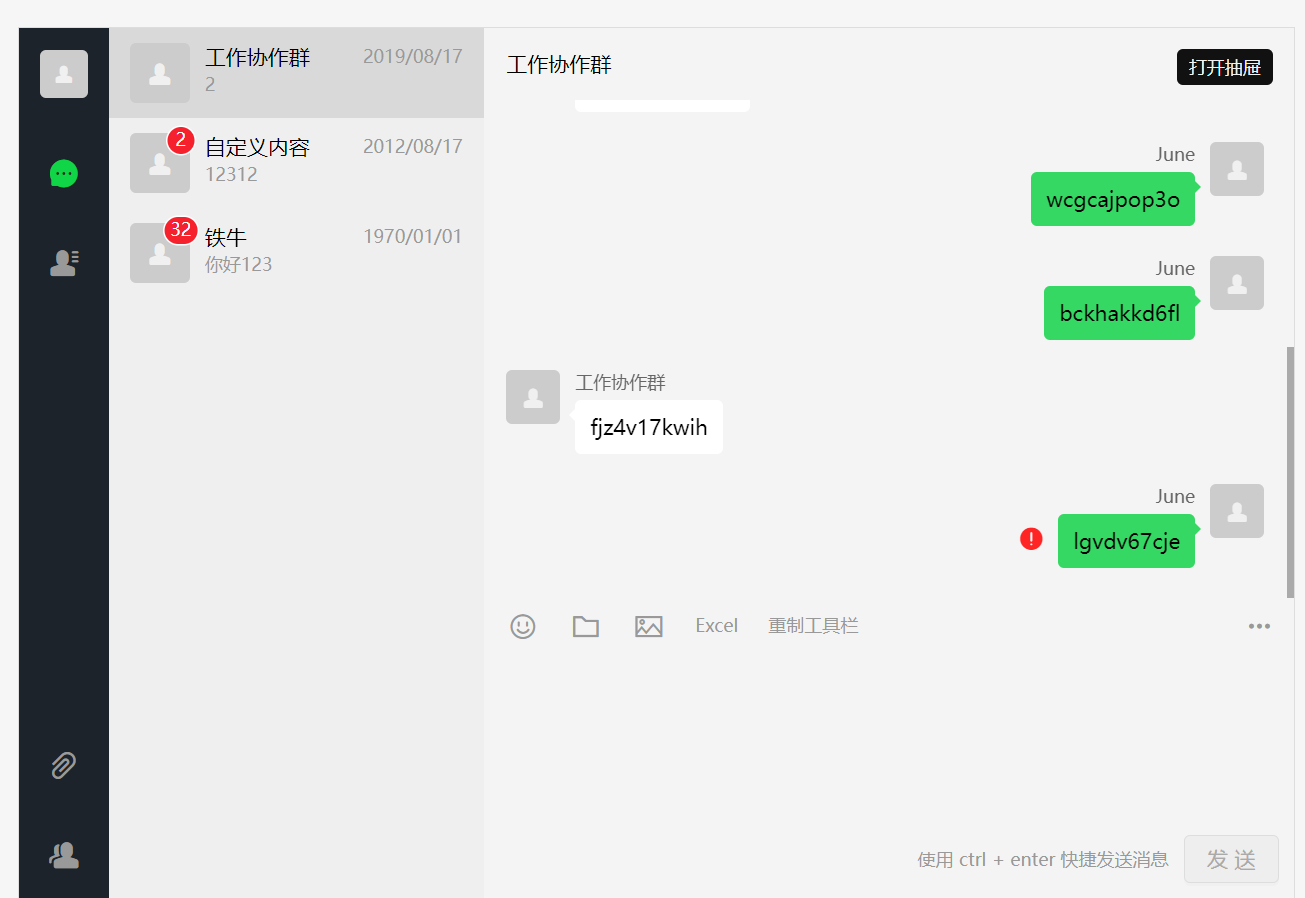 工作协作群
2019/08/17
2
2
自定义内容
2012/08/17
12312
32
铁牛
1970/01/01
你好123
工作协作群
打开抽屉
June
wcgcajpop3o
June
bckhakkd6fl
工作协作群
fjz4v17kwih
June
lgvdv67cje
Excel
重制工具栏
使用 ctrl + enter 快捷发送消息
发 送